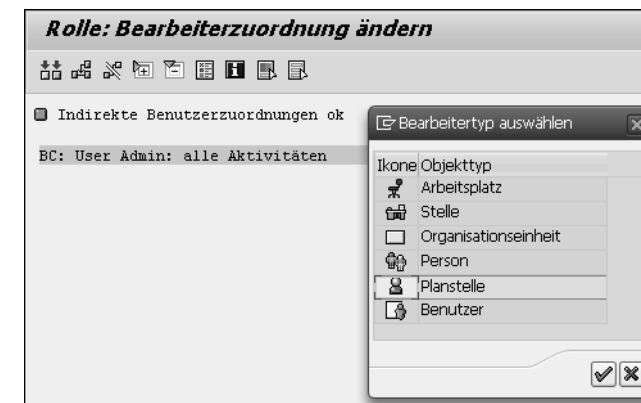 Rolle: Bearbeiterzuordnung ändern
Indirekte Benutzerzuordnungen ok
BC: User Admin: alle Aktivitäten
Bearbeitertyp auswählen
Ikone Objekttyp
Arbeitsplatz
Stelle
Organisationseinheit
Person
Planstelle
Benutzer